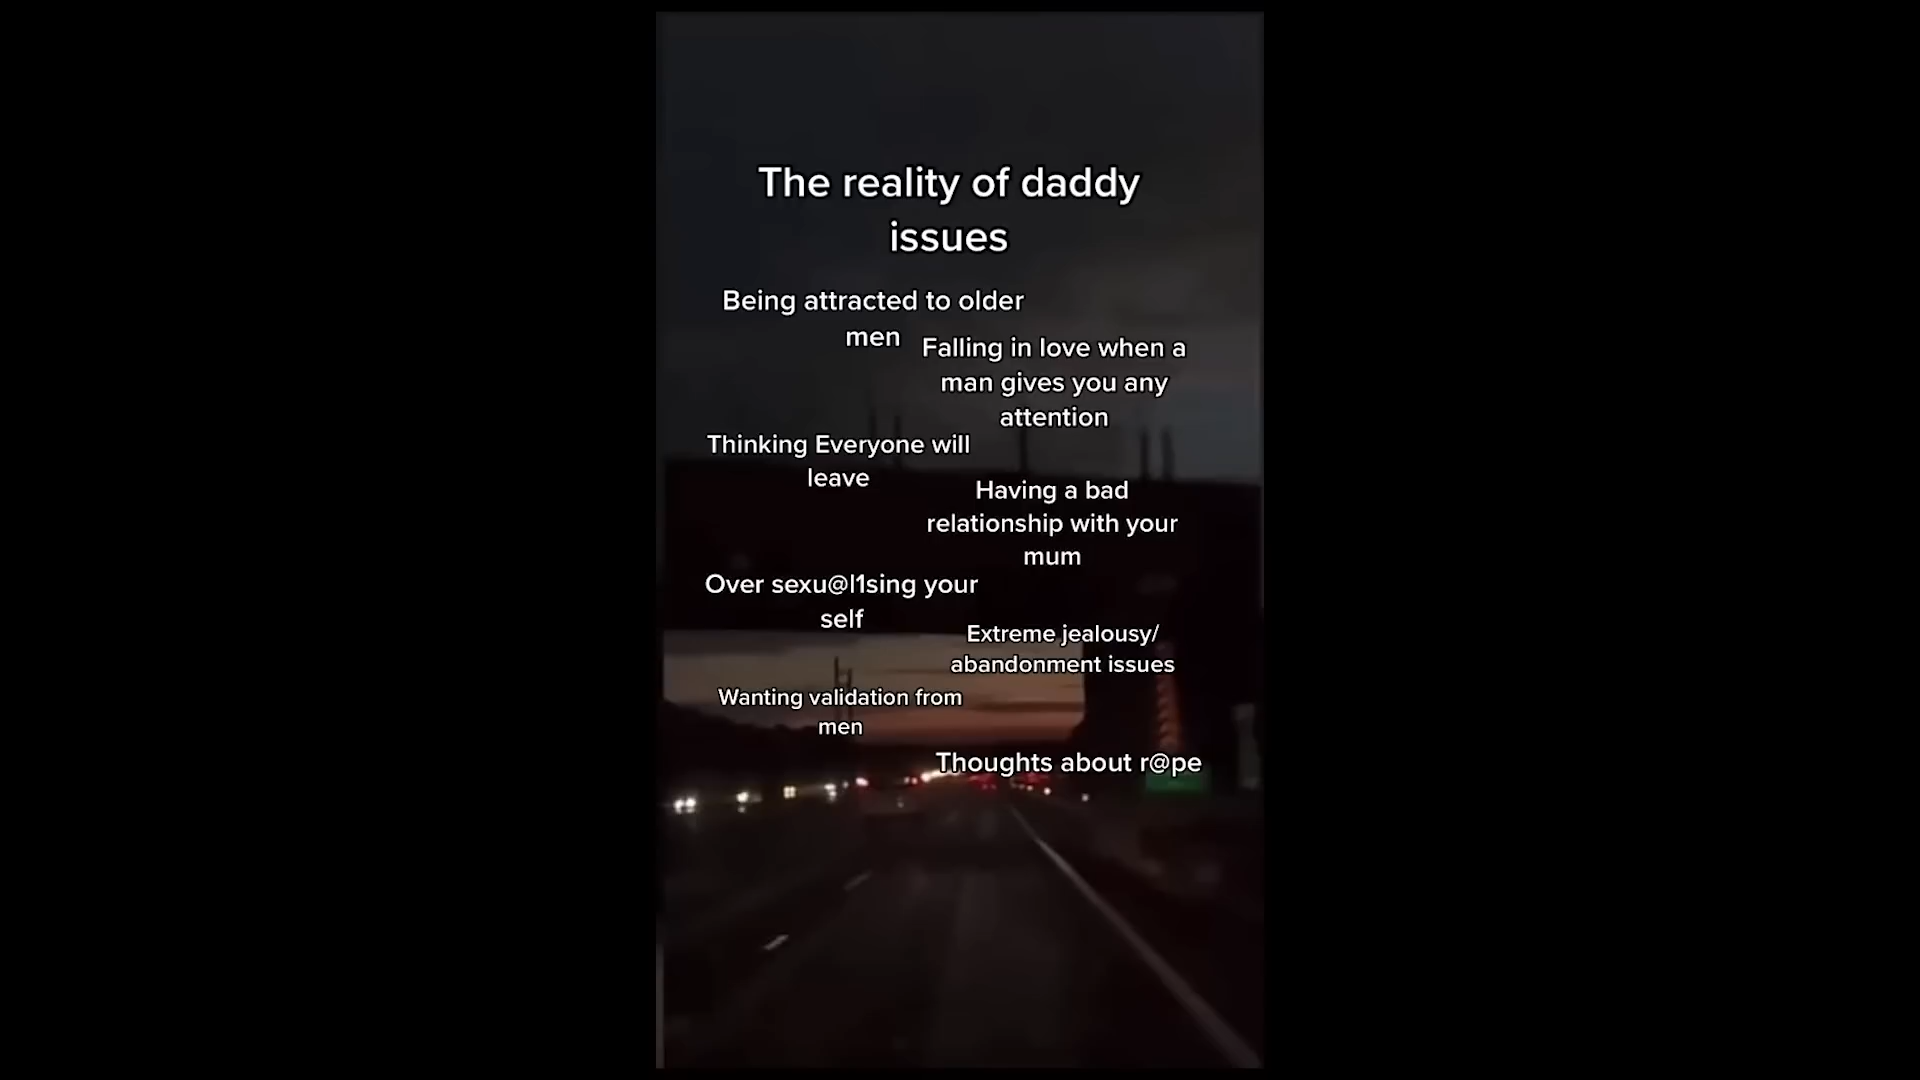 The reality of daddy
issues
Being attracted to older
men
Falling in love when a
man gives you any
attention
Thinking Everyone will
leave
Having a bad
relationship with your
mum
Over sexu@l1sing your
self
Extreme jealousy/
abandonment issues
Wanting validation from
men
Thoughts about r@pe